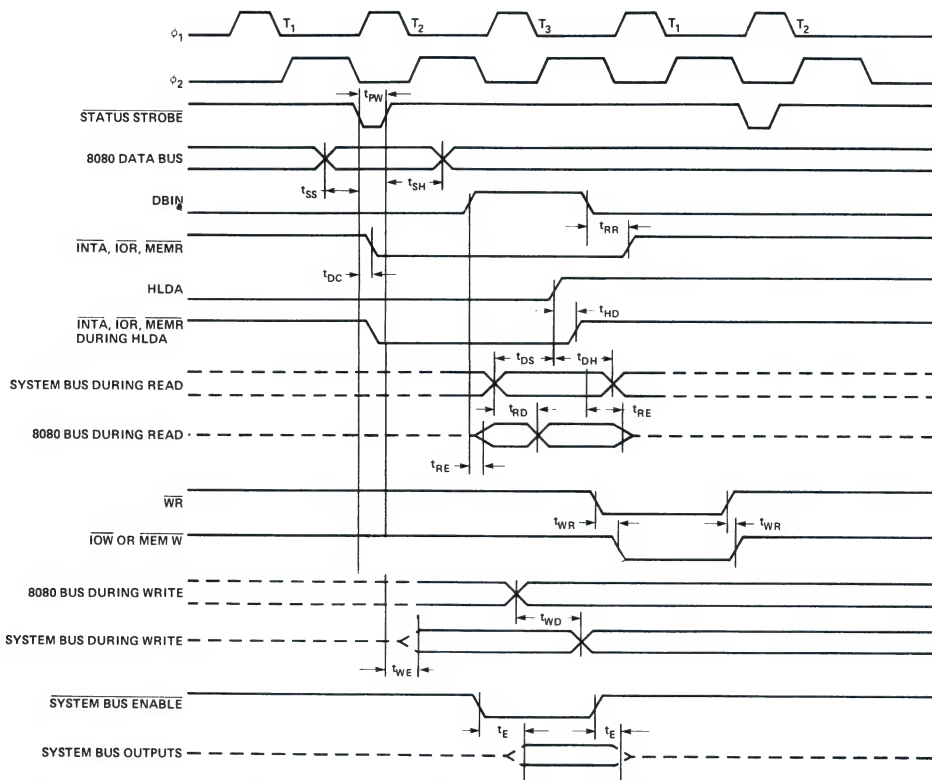 T1 T2 T3 T1 T2
ϕ1
ϕ2
tPW
STATUS STROBE
8080 DATA BUS
tSS tSH
DBIN
tRR
INTA, IOR, MEMR
tDC
HLDA
tHD
INTA, IOR, MEMR
DURING HLDA
tDS tDH
SYSTEM BUS DURING READ
tRD tRE
8080 BUS DURING READ
tRE
WR
tWR tWR
IOW OR MEM W
8080 BUS DURING WRITE
tWD
SYSTEM BUS DURING WRITE
tWE
SYSTEM BUS ENABLE
tE tE
SYSTEM BUS OUTPUTS